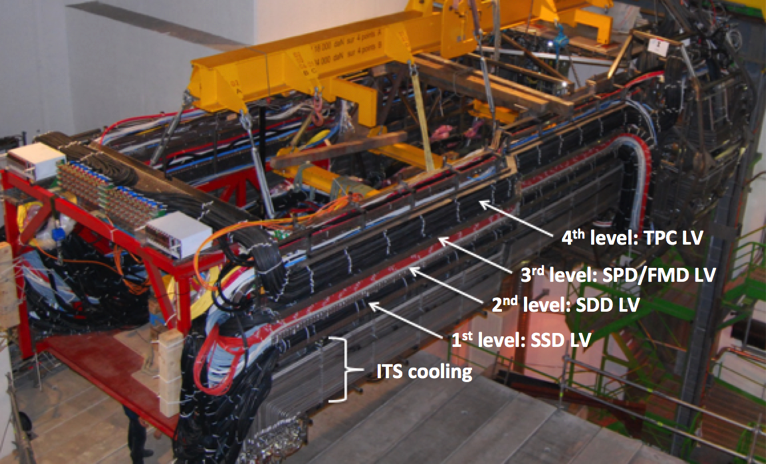 4th level: TPC LV
3rd level: SPD/FMD LV
2nd level: SDD LV
1st level: SSD LV
ITS cooling